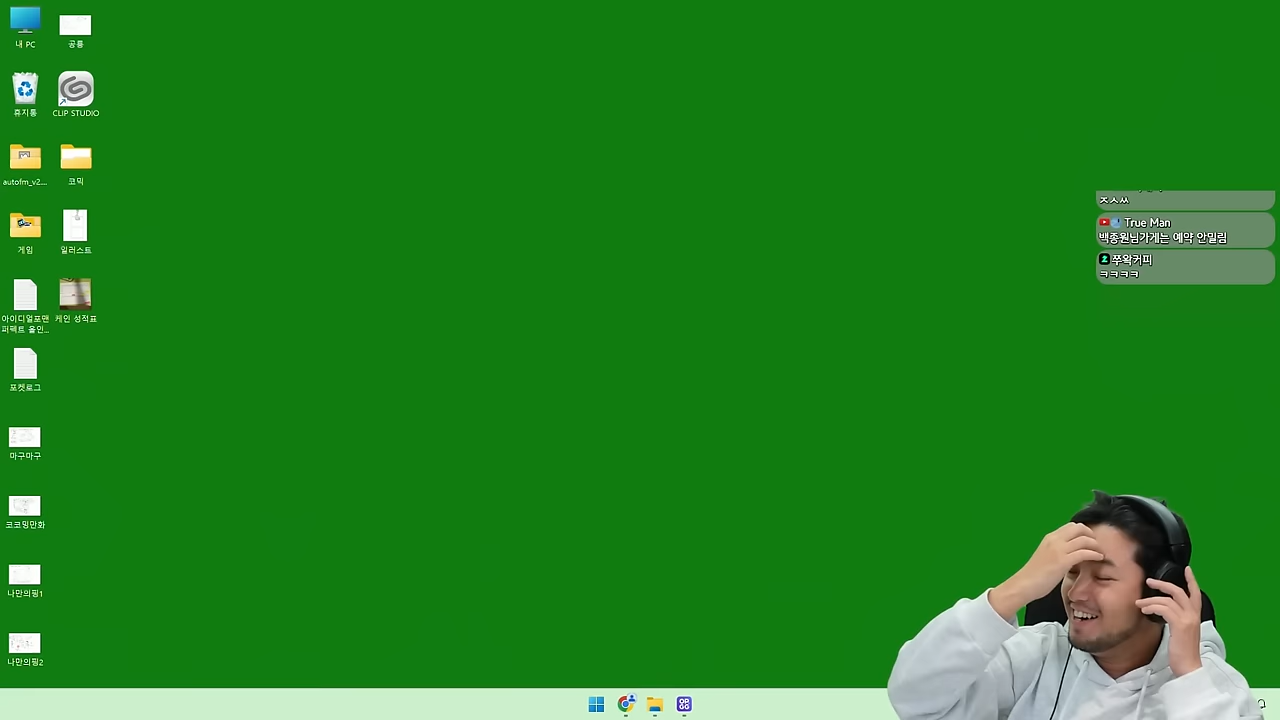 내 PC
공룡
휴지통
CLIP STUDIO
autofm_v2...
코믹
게임
일러스트
아이디얼포맨
퍼펙트 올인...
케인 성적표
포켓로그
마구마구
코코밍만화
나만의핑1
나만의핑2
ㅈㅅㅆ
True Man
백종원님가게는 예약 안밀림
쭈왁커피
ㅋㅋㅋㅋ